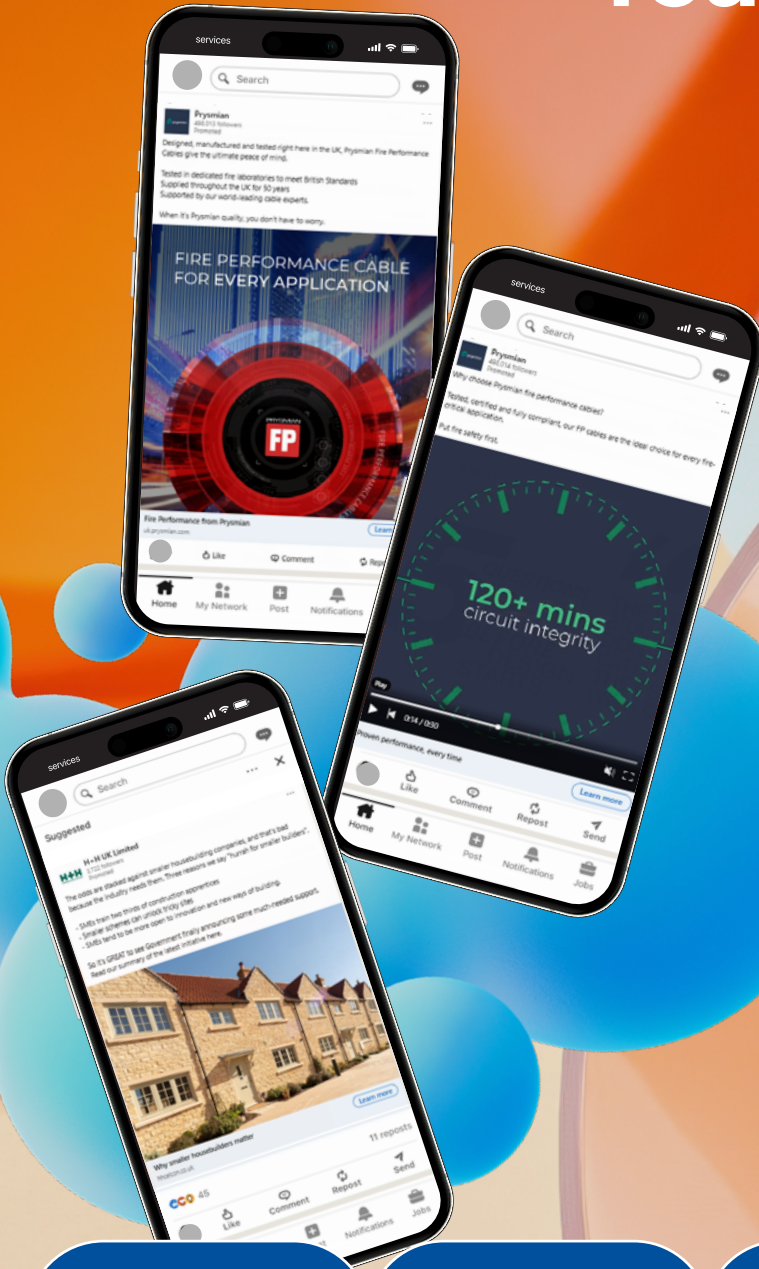 services
Search
Prysmian
Promoted
Designed, manufactured and tested right here in the UK, Prysmian Fire Performance
Cables give the ultimate peace of mind.
Tested in dedicated fire laboratories to meet British Standards
Supplied throughout the UK for 50 years
Supported by our world-leading cable experts.
When it's Prysmian quality, you don't have to worry.
FIRE PERFORMANCE CABLE
FOR EVERY APPLICATION
PRYSMIAN
FP
Fire Performance from Prysmian
uk.prysmian.com
Learn
Like
Comment
Home
My Network
Post
Notifications
services
Search
Prysmian
498,014 followers
Promoted
Why choose Prysmian fire performance cables?
Tested, certified and fully compliant, our FP cables are the ideal choice for every fire-
critical application.
Put fire safety first.
120+ mins
circuit integrity
Play
0:14 / 0:30
Proven performance, every time
Learn more
Like
Comment
Repost
Send
Home
My Network
Post
Notifications
Jobs
services
Search
Suggested
H+H
H+H UK Limited
Promoted
The odds are stacked against smaller housebuilding companies, and that's bad
because the industry needs them. Three reasons we say "hurrah for smaller builders".
- SMEs train two thirds of construction apprentices
- Smaller schemes can unlock tricky sites
- SMEs tend to be more open to innovation and new ways of building.
So it's GREAT to see Government finally announcing some much-needed support.
Read our summary of the latest initiative here.
Learn more
Why smaller housebuilders matter
45
11 reposts
Like
Comment
Repost
Send
Notifications
Jobs